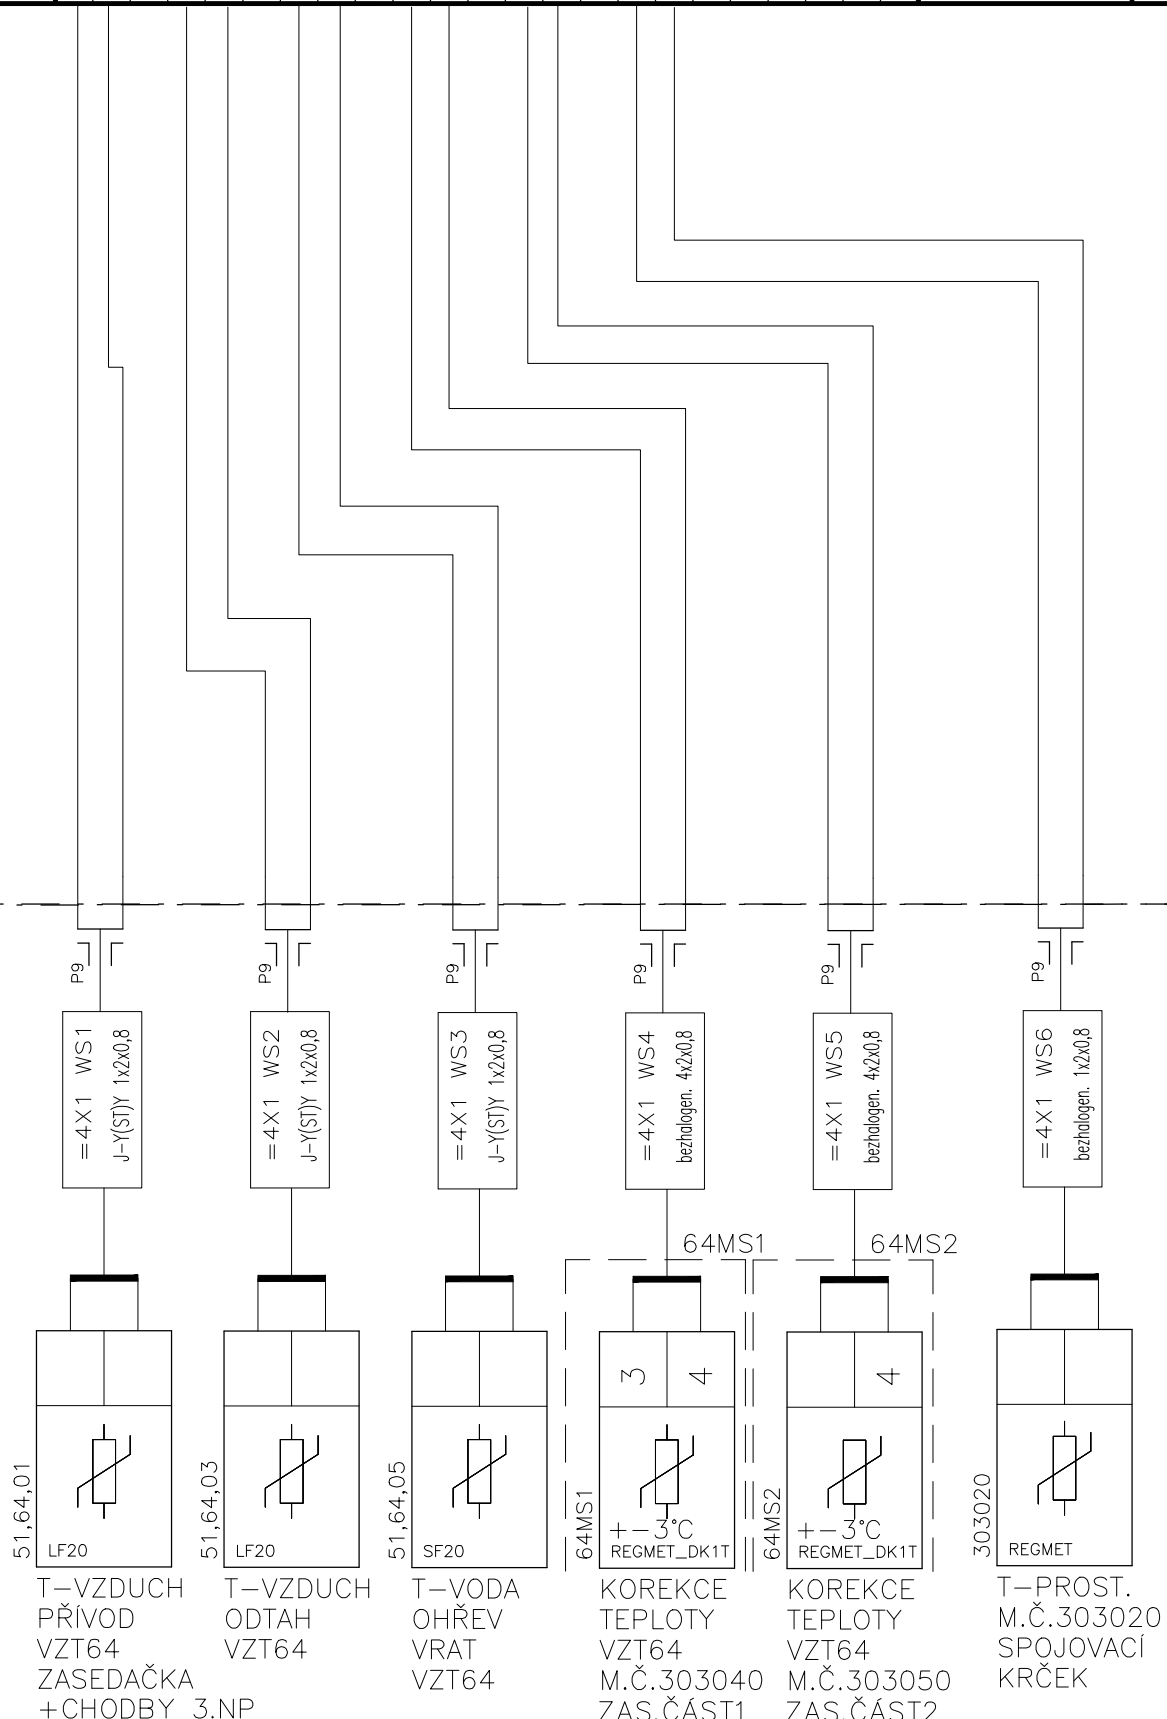 P9
P9
P9
P9
P9
P9
=4X1 WS1
J-Y(ST)Y 1x2x0,8
=4X1 WS2
J-Y(ST)Y 1x2x0,8
=4X1 WS3
J-Y(ST)Y 1x2x0,8
=4X1 WS4
bezhalogen. 4x2x0,8
=4X1 WS5
bezhalogen. 4x2x0,8
=4X1 WS6
bezhalogen. 1x2x0,8
64MS1
64MS2
3
4
4
51,64,01
LF20
51,64,03
LF20
51,64,05
SF20
64MS1
+-3°C
REGMET_DK1T
64MS2
+-3°C
REGMET_DK1T
303020
REGMET
T-VZDUCH
PŘÍVOD
VZT64
ZASEDAČKA
+CHODBY 3.NP
T-VZDUCH
ODTAH
VZT64
T-VODA
OHŘEV
VRAT
VZT64
KOREKCE
TEPLOTY
VZT64
M.Č.303040
ZAS.ČÁST1
KOREKCE
TEPLOTY
VZT64
M.Č.303050
ZAS.ČÁST2
T-PROST.
M.Č.303020
SPOJOVACÍ
KRČEK